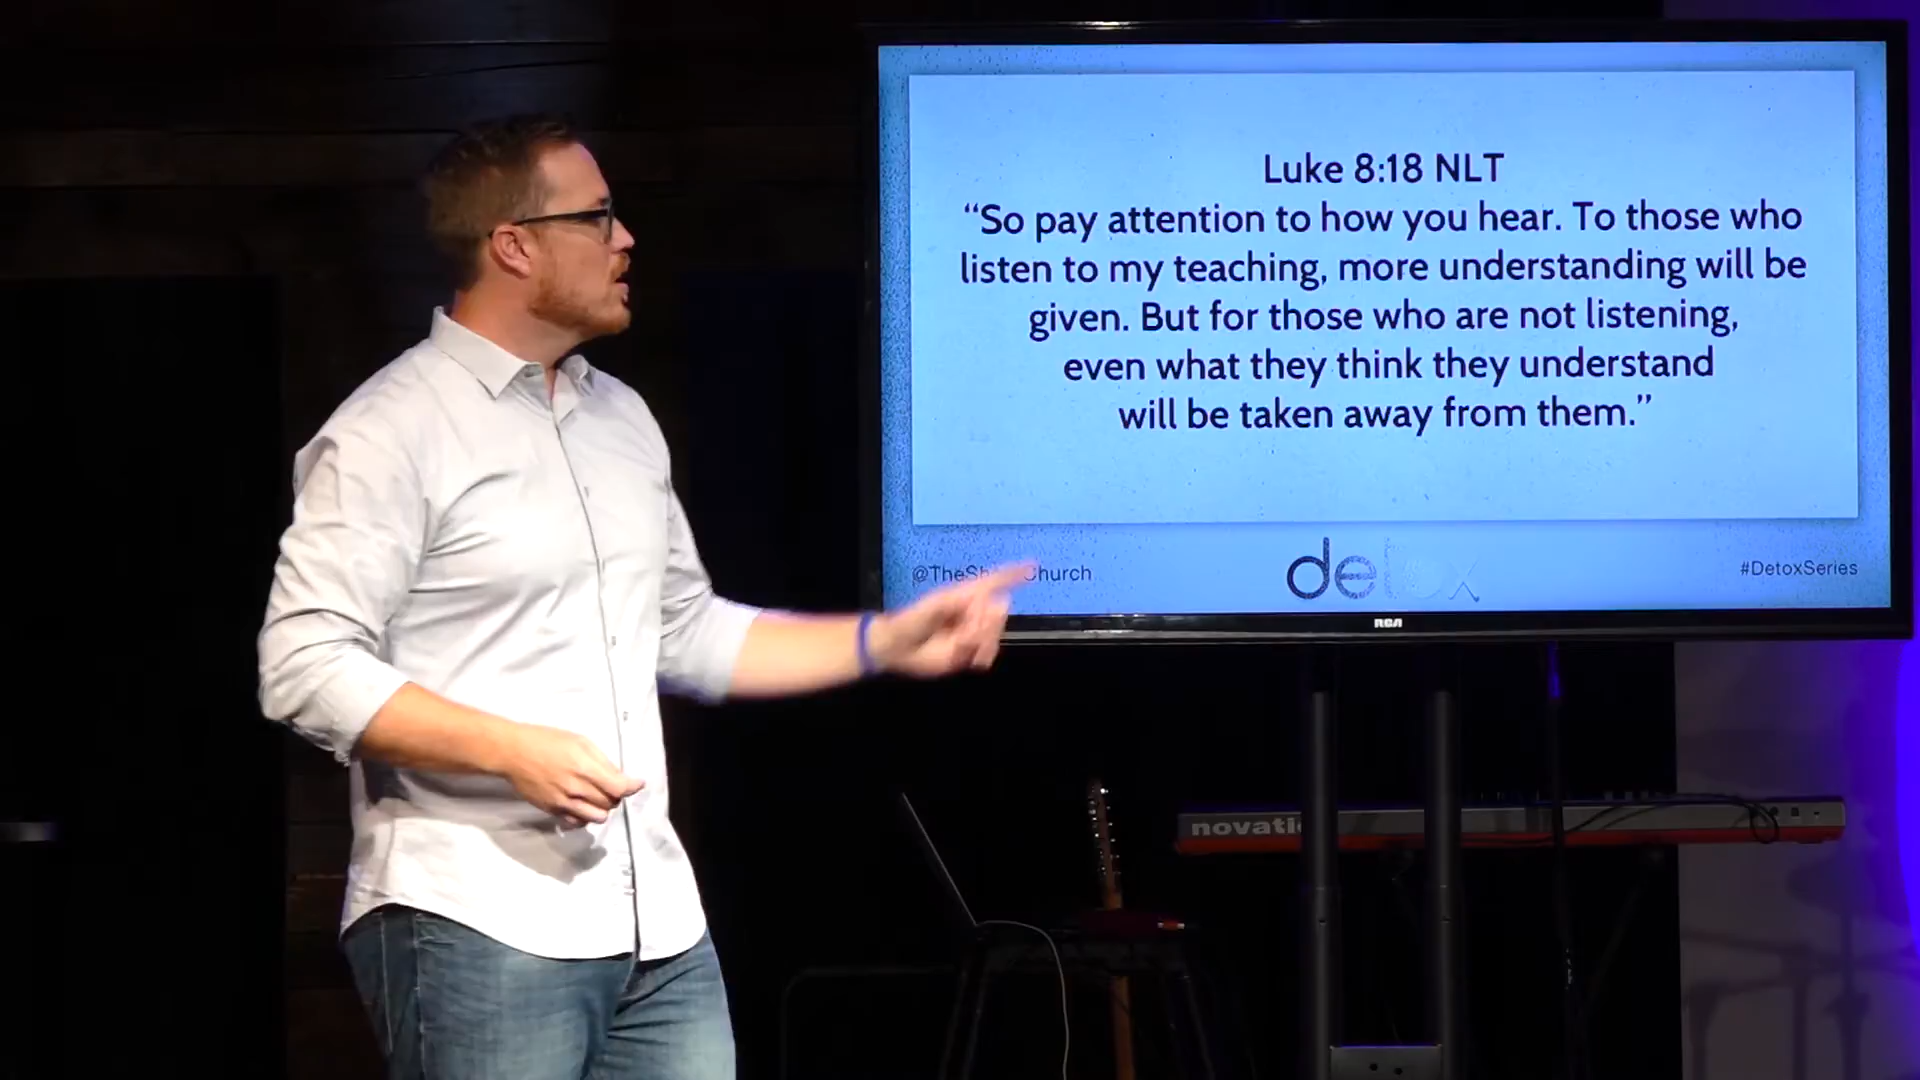 Luke 8:18 NLT
“So pay attention to how you hear. To those who
listen to my teaching, more understanding will be
given. But for those who are not listening,
even what they think they understand
will be taken away from them.”
detox
#DetoxSeries
RCA